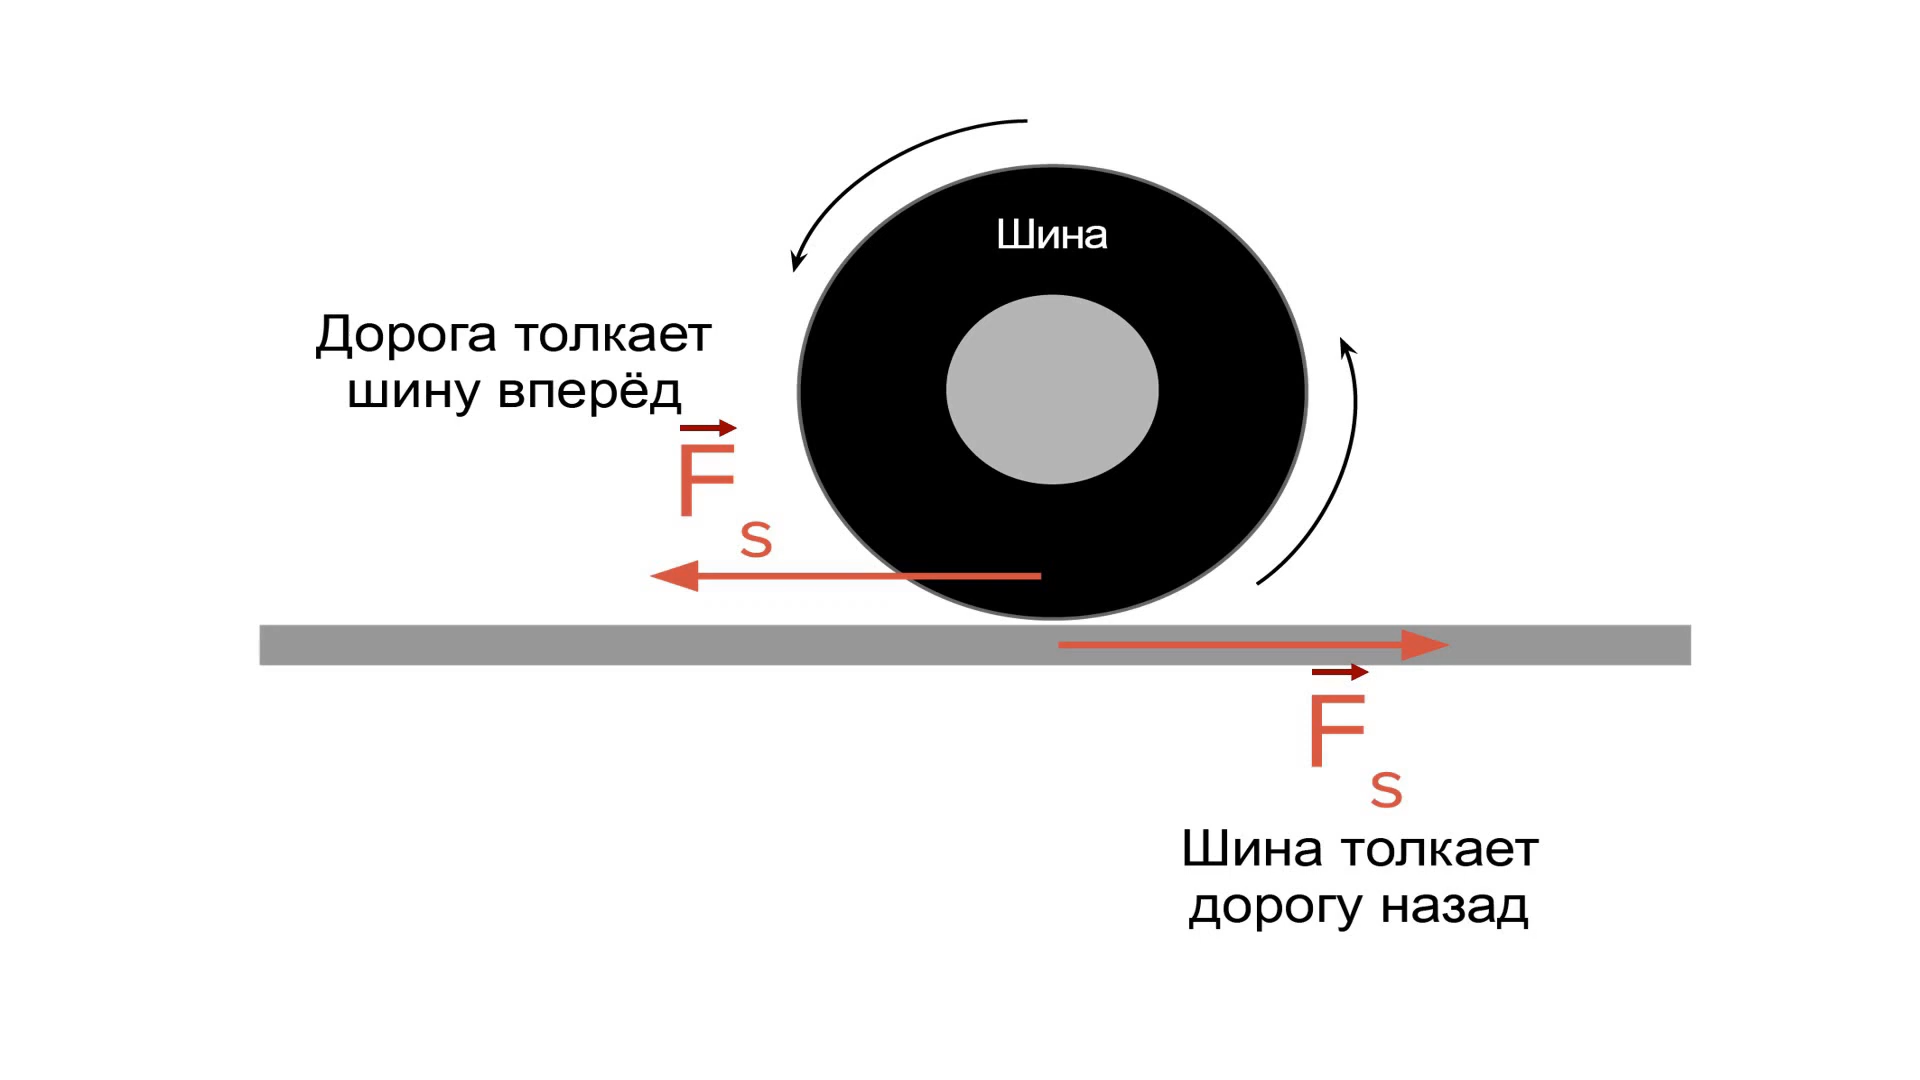 Шина
Дорога толкает
шину вперёд
F
s
F
s
Шина толкает
дорогу назад